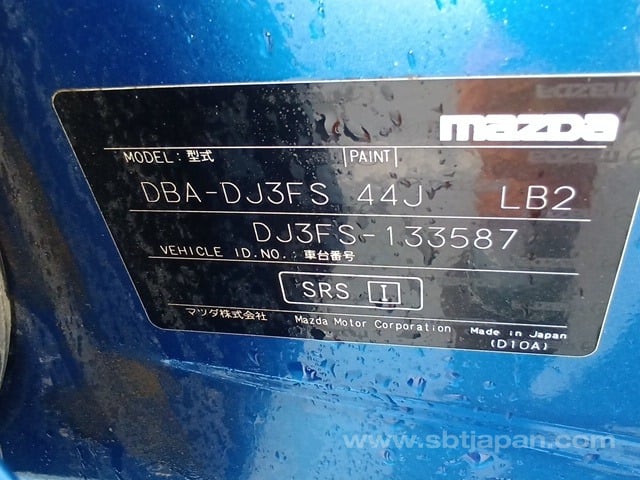 mazda
MODEL: 型式 PAINT
DBA-DJ3FS 44J LB2
DJ3FS-133587
VEHICLE ID.NO.: 車台番号
SRS I
マツダ株式会社 Mazda Motor Corporation Made in Japan
(D10A)
www.sbtjapan.com